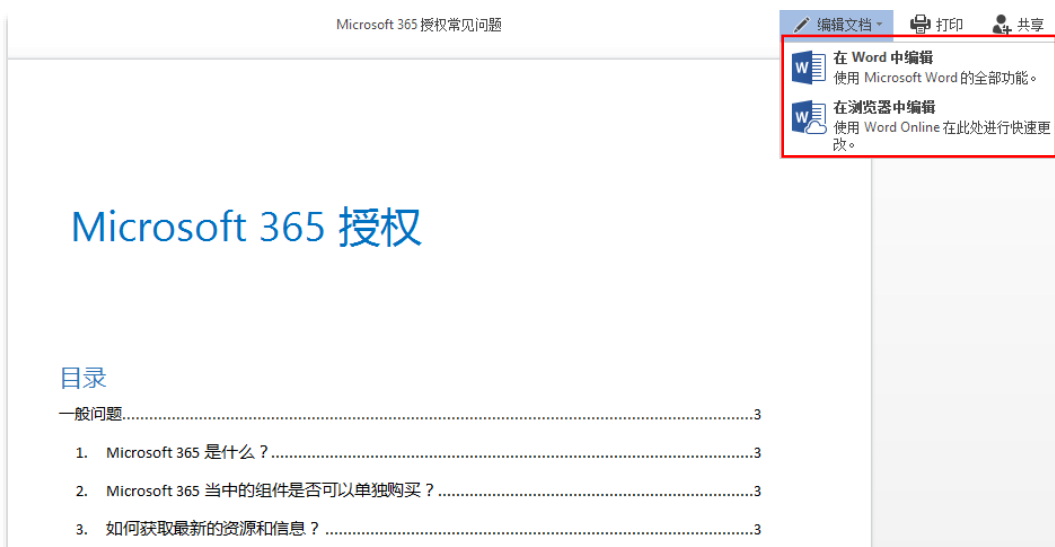 Microsoft 365 授权常见问题
编辑文档
打印
共享
在 Word 中编辑
使用 Microsoft Word 的全部功能。
在浏览器中编辑
使用 Word Online 在此处进行快速更
改。
Microsoft 365 授权
目录
一般问题..........................................................................................................................3
1. Microsoft 365 是什么？...............................................................................................3
2. Microsoft 365 当中的组件是否可以单独购买？.............................................................3
3. 如何获取最新的资源和信息？......................................................................................3